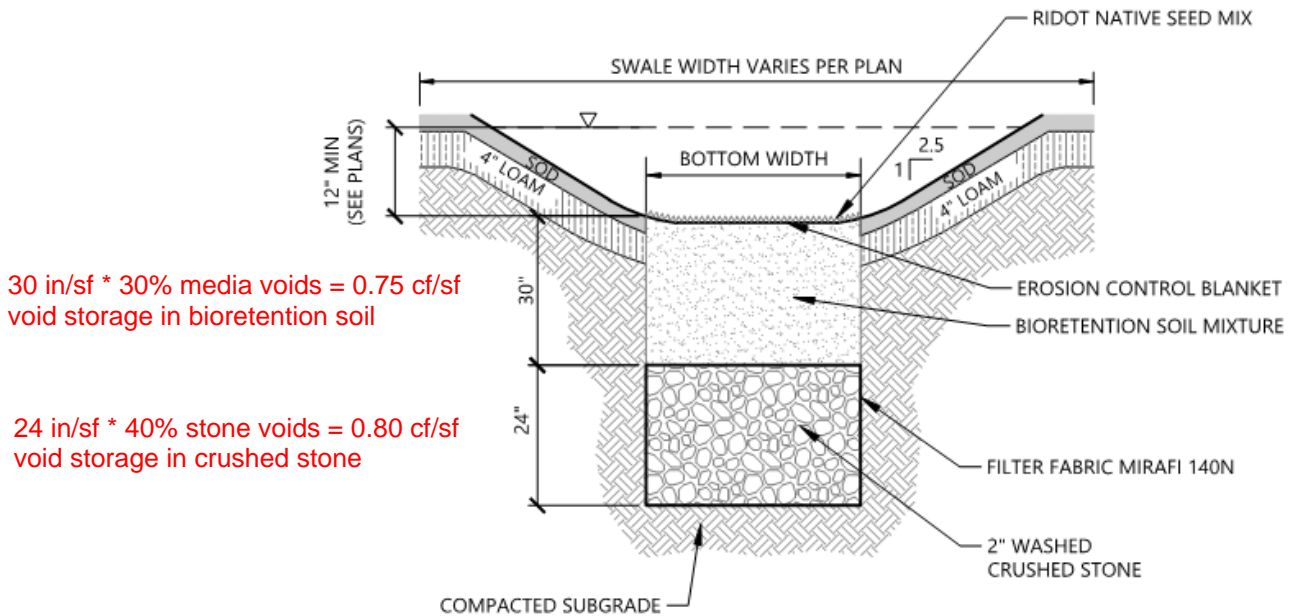 RIDOT NATIVE SEED MIX
SWALE WIDTH VARIES PER PLAN
12" MIN
(SEE PLANS)
BOTTOM WIDTH
2.5
1
SOD
4" LOAM
SOD
4" LOAM
30 in/sf * 30% media voids = 0.75 cf/sf
void storage in bioretention soil
30"
EROSION CONTROL BLANKET
BIORETENTION SOIL MIXTURE
24 in/sf * 40% stone voids = 0.80 cf/sf
void storage in crushed stone
24"
FILTER FABRIC MIRAFI 140N
2" WASHED
CRUSHED STONE
COMPACTED SUBGRADE